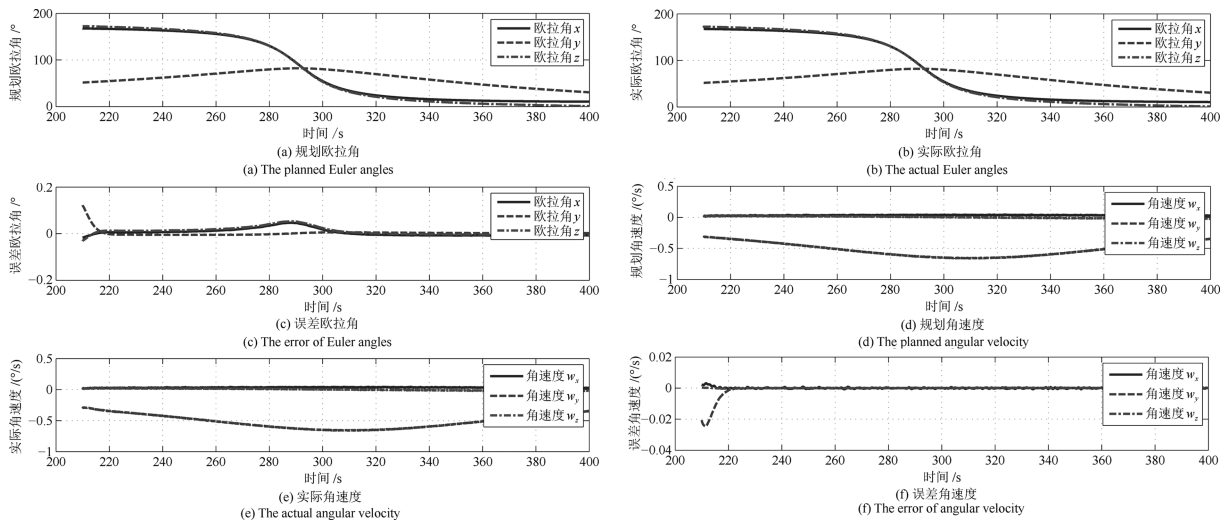 200
100
0
规划欧拉角 /°
欧拉角x
欧拉角y
欧拉角z
200 220 240 260 280 300 320 340 360 380 400
时间 /s
(a) 规划欧拉角
(a) The planned Euler angles
200
100
0
实际欧拉角 /°
欧拉角x
欧拉角y
欧拉角z
200 220 240 260 280 300 320 340 360 380 400
时间 /s
(b) 实际欧拉角
(b) The actual Euler angles
0.2
0
−0.2
误差欧拉角 /°
欧拉角x
欧拉角y
欧拉角z
200 220 240 260 280 300 320 340 360 380 400
时间 /s
(c) 误差欧拉角
(c) The error of Euler angles
0.5
0
−0.5
−1
规划角速度 /(°/s)
角速度 wx
角速度 wy
角速度 wz
200 220 240 260 280 300 320 340 360 380 400
时间 /s
(d) 规划角速度
(d) The planned angular velocity
0.5
0
−0.5
−1
实际角速度 /(°/s)
角速度 wx
角速度 wy
角速度 wz
200 220 240 260 280 300 320 340 360 380 400
时间 /s
(e) 实际角速度
(e) The actual angular velocity
0.02
0
−0.02
−0.04
误差角速度 /(°/s)
角速度 wx
角速度 wy
角速度 wz
200 220 240 260 280 300 320 340 360 380 400
时间 /s
(f) 误差角速度
(f) The error of angular velocity